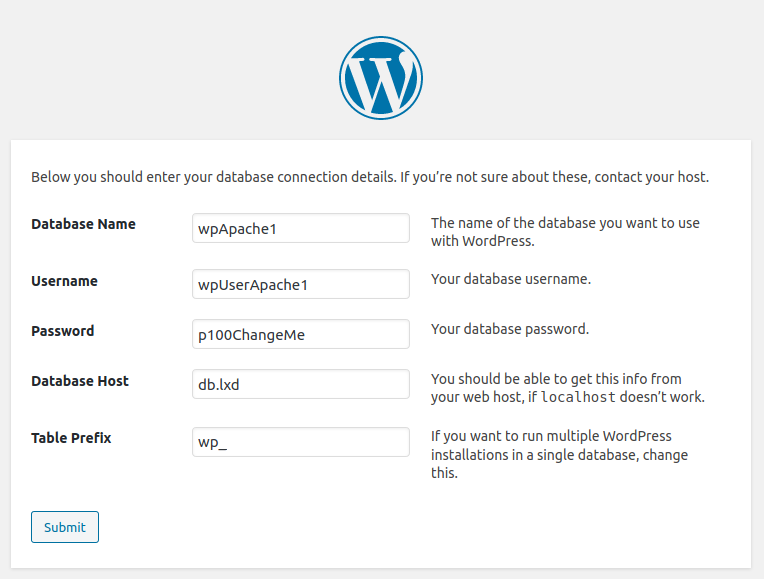 Below you should enter your database connection details. If you’re not sure about these, contact your host.
Database Name
wpApache1
The name of the database you want to use
with WordPress.
Username
wpUserApache1
Your database username.
Password
p100ChangeMe
Your database password.
Database Host
db.lxd
You should be able to get this info from
your web host, if localhost doesn’t work.
Table Prefix
wp_
If you want to run multiple WordPress
installations in a single database, change
this.
Submit